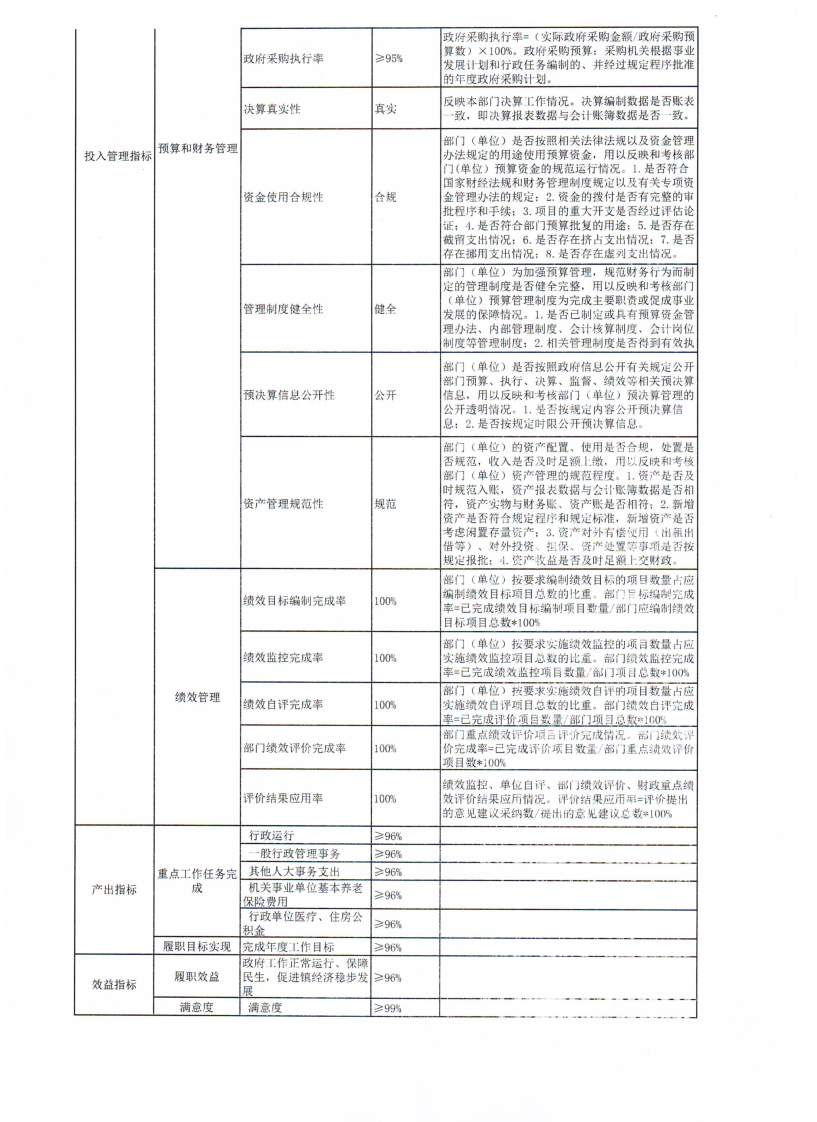 投入管理指标
预算和财务管理
政府采购执行率
≥95%
政府采购执行率=（实际政府采购金额/政府采购预
算数）×100%。政府采购预算：采购机关根据事业
发展计划和行政任务编制的、并经过规定程序批准
的年度政府采购计划。
决算真实性
真实
反映本部门决算工作情况。决算编制数据是否账表
一致，即决算报表数据与会计账簿数据是否一致。
资金使用合规性
合规
部门（单位）是否按照相关法律法规以及资金管理
办法规定的用途使用预算资金，用以反映和考核部
门(单位）预算资金的规范运行情况。1.是否符合
国家财经法规和财务管理制度规定以及有关专项资
金管理办法的规定；2.资金的拨付是否有完整的审
批程序和手续；3.项目的重大开支是否经过评估论
证；4.是否符合部门预算批复的用途；5.是否存在
截留支出情况；6.是否存在挤占支出情况；7.是否
存在挪用支出情况；8.是否存在虚列支出情况。
管理制度健全性
健全
部门（单位）为加强预算管理，规范财务行为而制
定的管理制度是否健全完整，用以反映和考核部门
（单位）预算管理制度为完成主要职责或促成事业
发展的保障情况。1.是否已制定或具有预算资金管
理办法、内部管理制度、会计核算制度、会计岗位
制度等管理制度；2.相关管理制度是否得到有效执
预决算信息公开性
公开
部门（单位）是否按照政府信息公开有关规定公开
部门预算、执行、决算、监督、绩效等相关预决算
信息，用以反映和考核部门（单位）预决算管理的
公开透明情况。1.是否按规定内容公开预决算信
息；2.是否按规定时限公开预决算信息。
资产管理规范性
规范
部门（单位）的资产配置、使用是否合规，处置是
否规范，收入是否及时足额上缴，用以反映和考核
部门（单位）资产管理的规范程度。1.资产是否及
时规范入账，资产报表数据与会计账簿数据是否相
符，资产实物与财务账、资产账是否相符；2.新增
资产是否符合规定程序和规定标准，新增资产是否
考虑闲置存量资产；3.资产对外有偿使用（出租出
借等）、对外投资、担保、资产处置等事项是否按
规定报批；4.资产收益是否及时足额上交财政。
绩效管理
绩效目标编制完成率
100%
部门（单位）按要求编制绩效目标的项目数量占应
编制绩效目标项目总数的比重。部门目标编制完成
率=已完成绩效目标编制项目数量/部门应编制绩效
目标项目总数*100%
绩效监控完成率
100%
部门（单位）按要求实施绩效监控的项目数量占应
实施绩效监控项目总数的比重。部门绩效监控完成
率=已完成绩效监控项目数量/部门项目总数*100%
绩效自评完成率
100%
部门（单位）按要求实施绩效自评的项目数量占应
实施绩效自评项目总数的比重。部门绩效自评完成
率=已完成评价项目数量/部门项目总数*100%
部门绩效评价完成率
100%
部门重点绩效评价项目评价完成情况。部门绩效评
价完成率=已完成评价项目数量/部门重点绩效评价
项目数*100%
评价结果应用率
100%
绩效监控、单位自评、部门绩效评价、财政重点绩
效评价结果应用情况。评价结果应用率=评价提出
的意见建议采纳数/提出的意见建议总数*100%
产出指标
重点工作任务完
成
行政运行
≥96%
一般行政管理事务
≥96%
其他人大事务支出
≥96%
机关事业单位基本养老
保险费用
≥96%
行政单位医疗、住房公
积金
≥96%
履职目标实现
完成年度工作目标
≥96%
效益指标
履职效益
政府工作正常运行、保障
民生，促进镇经济稳步发
展
≥96%
满意度
满意度
≥99%